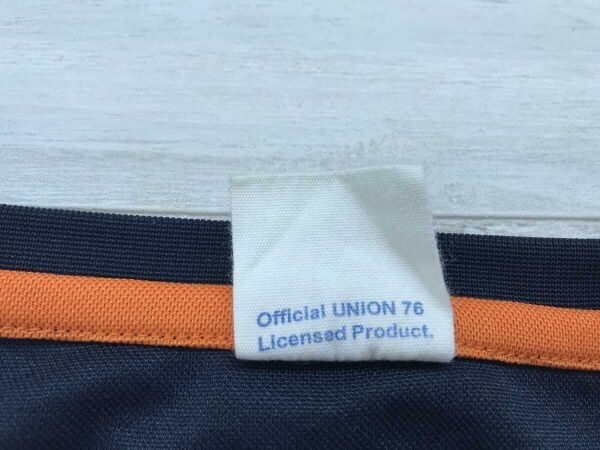 Official UNION 76
Licensed Product.